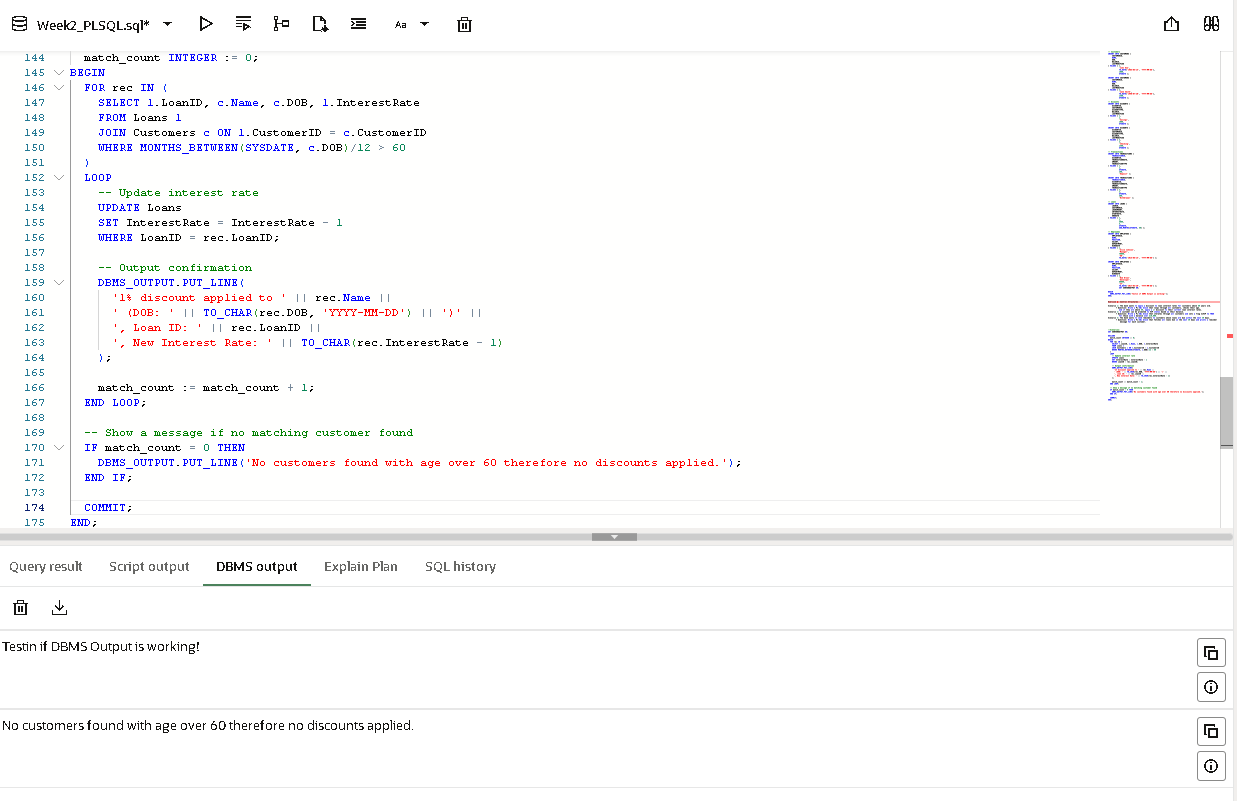 Week2_PLSQL.sql*
Aa
144 match_count INTEGER := 0;
145 BEGIN
146 FOR rec IN (
147 SELECT l.LoanID, c.Name, c.DOB, l.InterestRate
148 FROM Loans l
149 JOIN Customers c ON l.CustomerID = c.CustomerID
150 WHERE MONTHS_BETWEEN(SYSDATE, c.DOB)/12 > 60
151 )
152 LOOP
153 -- Update interest rate
154 UPDATE Loans
155 SET InterestRate = InterestRate - 1
156 WHERE LoanID = rec.LoanID;
157
158 -- Output confirmation
159 DBMS_OUTPUT.PUT_LINE(
160 '1% discount applied to ' || rec.Name ||
161 ' (DOB: ' || TO_CHAR(rec.DOB, 'YYYY-MM-DD') || ')' ||
162 ', Loan ID: ' || rec.LoanID ||
163 ', New Interest Rate: ' || TO_CHAR(rec.InterestRate - 1)
164 );
165
166 match_count := match_count + 1;
167 END LOOP;
168
169 -- Show a message if no matching customer found
170 IF match_count = 0 THEN
171 DBMS_OUTPUT.PUT_LINE('No customers found with age over 60 therefore no discounts applied.');
172 END IF;
173
174 COMMIT;
175 END;
Query result Script output DBMS output Explain Plan SQL history
Testin if DBMS Output is working!
No customers found with age over 60 therefore no discounts applied.